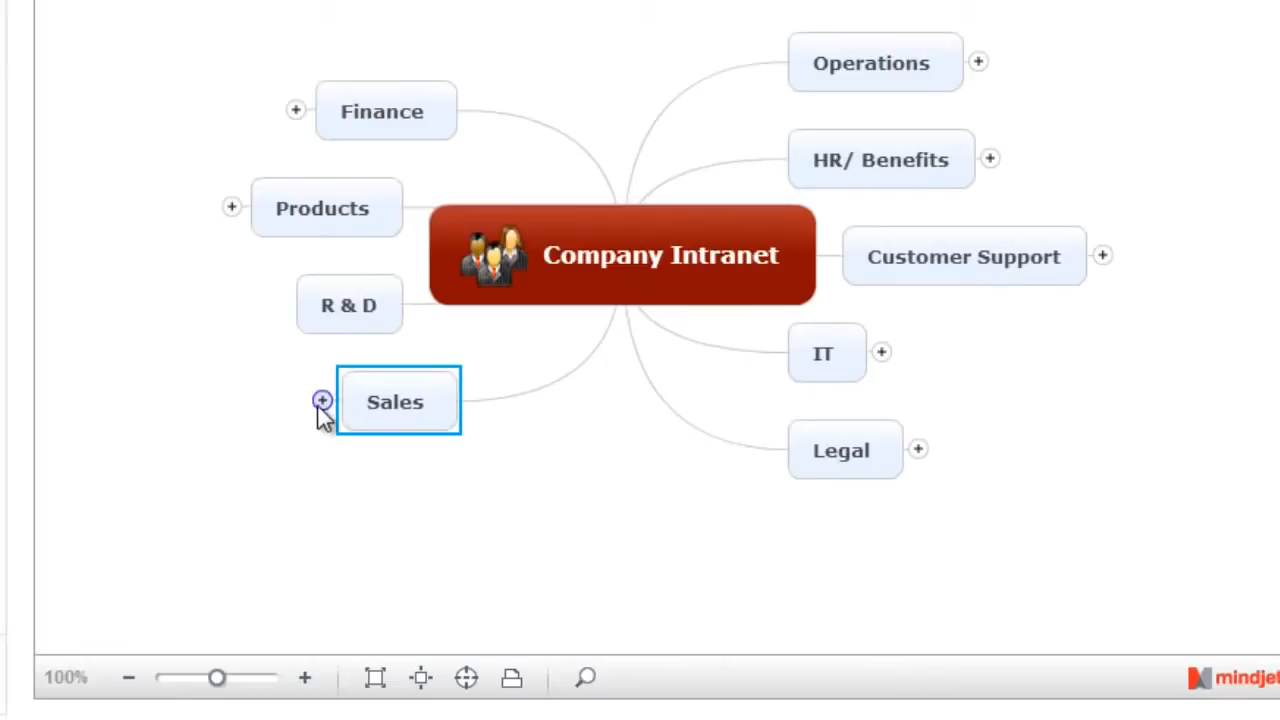 Operations
Finance
HR/ Benefits
Products
Company Intranet
Customer Support
R & D
IT
Sales
Legal
100%
mindjet